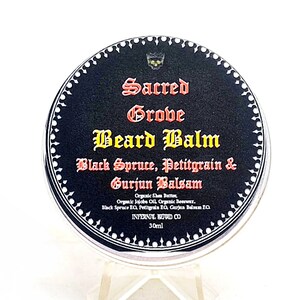 Sacred
Grove
Beard Balm
Black Spruce, Petitgrain &
Gurjun Balsam
Organic Shea Butter,
Organic Jojoba Oil, Organic Beeswax,
Black Spruce E.O, Petitgrain E.O, Gurjun Balsam E.O.
INFERNAL BEARD CO
30ml